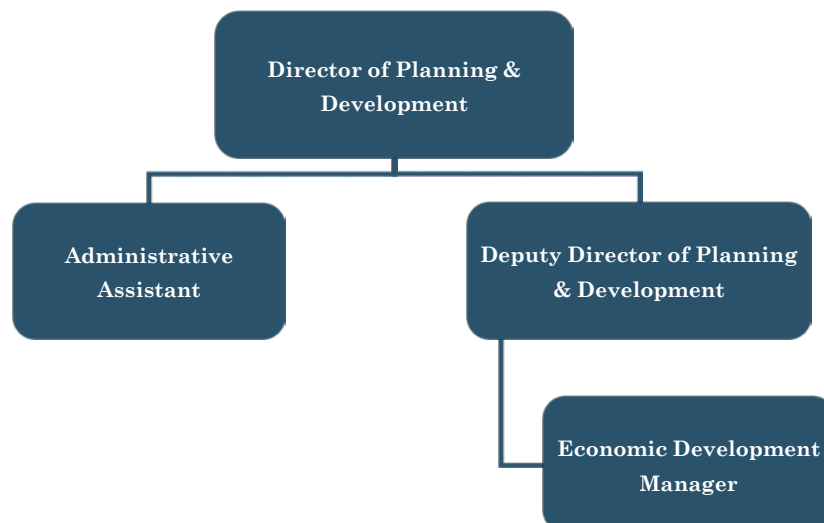 Director of Planning &
Development
Administrative
Assistant
Deputy Director of Planning
& Development
Economic Development
Manager